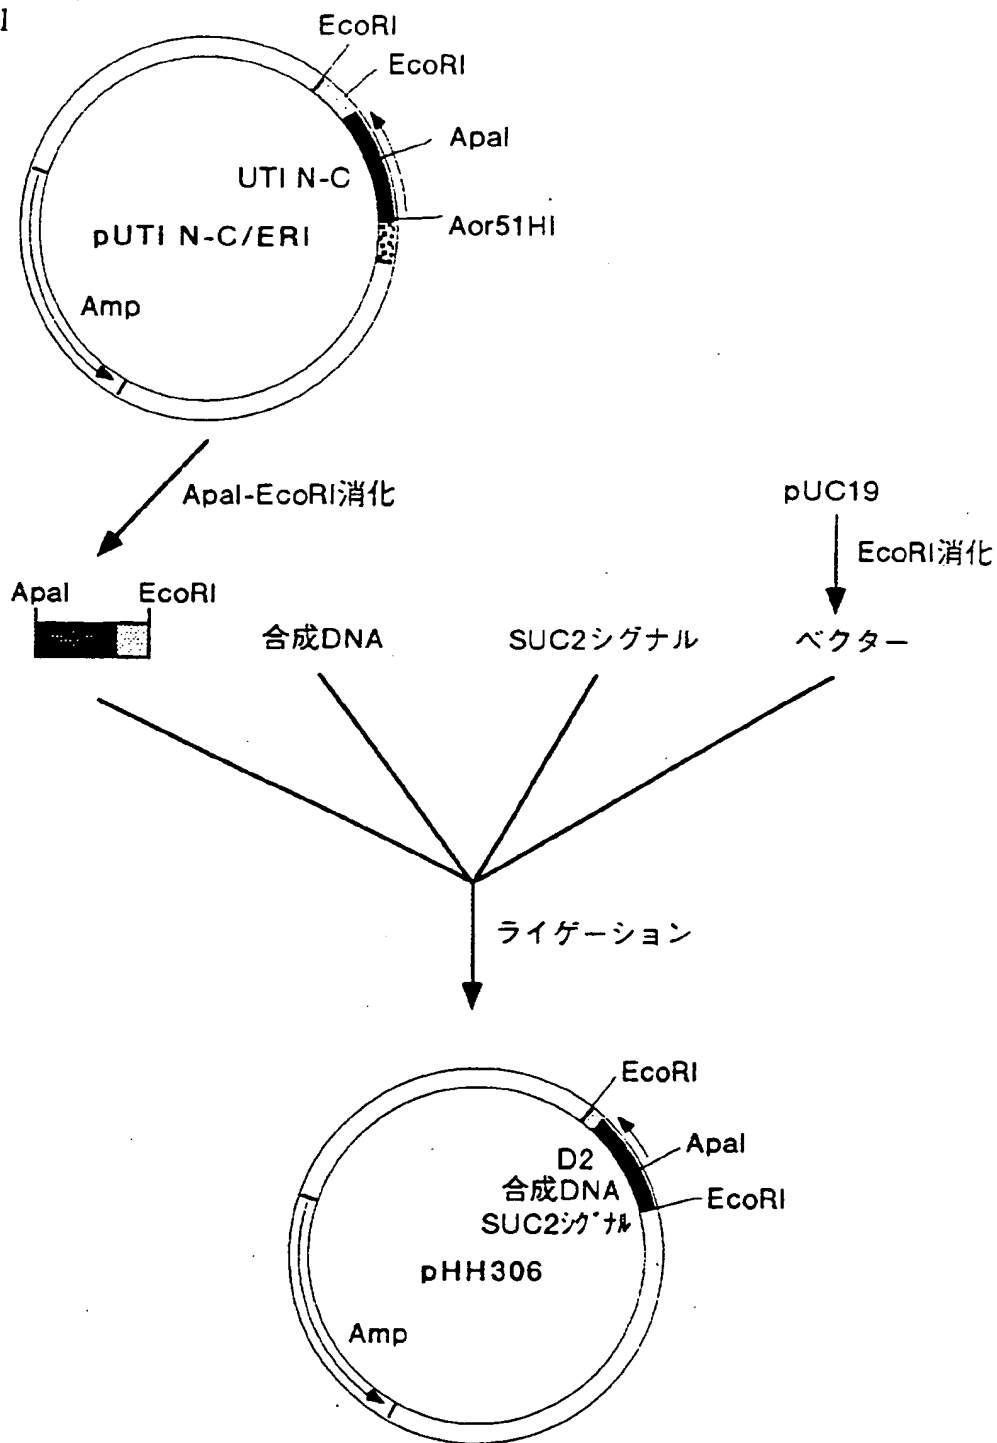 1
EcoRI
EcoRI
ApaI
UTI N-C
Aor51HI
pUTI N-C/ERI
Amp
ApaI-EcoRI消化
pUC19
EcoRI消化
ApaI
EcoRI
合成DNA
SUC2シグナル
ベクター
ライゲーション
EcoRI
ApaI
D2
合成DNA
EcoRI
SUC2シグナル
pHH306
Amp